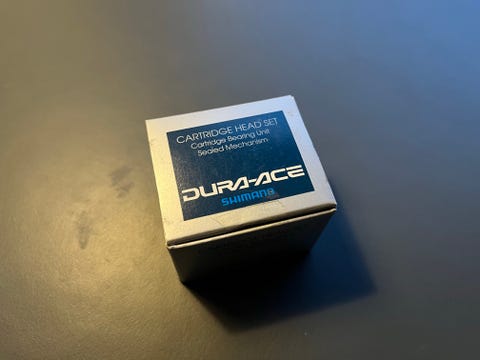 CARTRIDGE HEAD SET
Cartridge Bearing Unit
Sealed Mechanism
DURA-ACE
SHIMANO